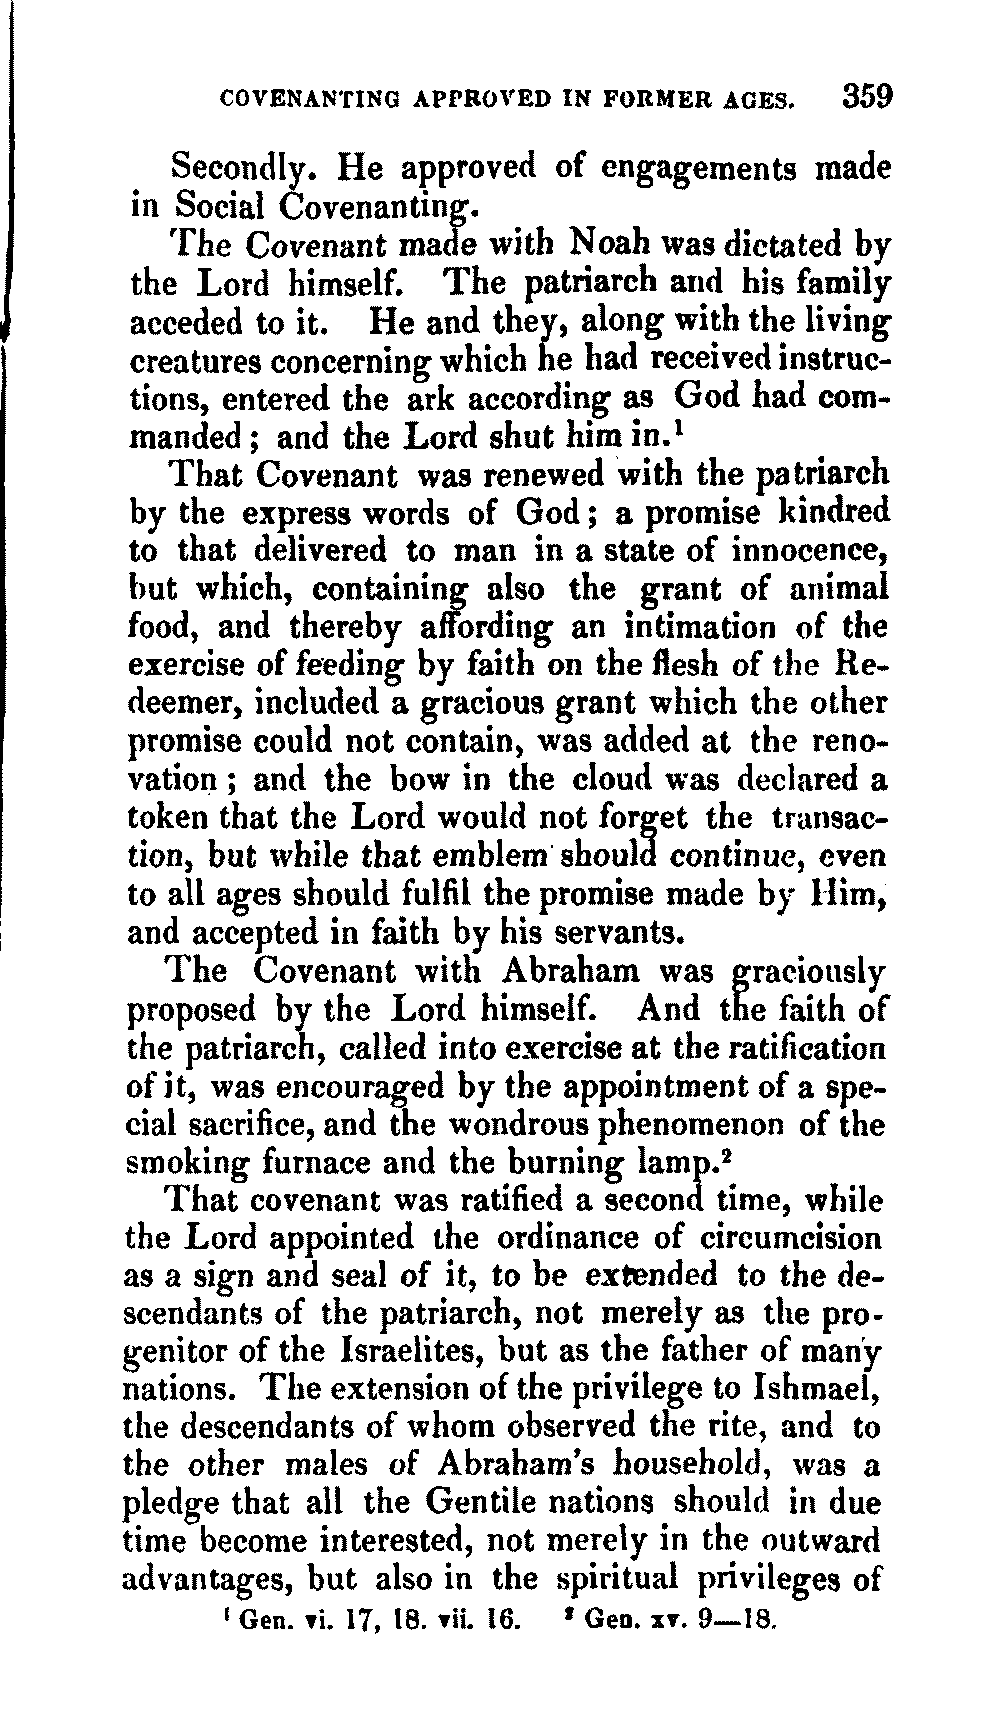 COVENANTING APPROVED IN FORMER AGES. 359
Secondly. He approved of engagements made
in Social Covenanting.
The Covenant made with Noah was dictated by
the Lord himself. The patriarch and his family
acceded to it. He and they, along with the living
creatures concerning which he had received instruc-
tions, entered the ark according as God had com-
manded ; and the Lord shut him in.¹
That Covenant was renewed with the patriarch
by the express words of God ; a promise kindred
to that delivered to man in a state of innocence,
but which, containing also the grant of animal
food, and thereby affording an intimation of the
exercise of feeding by faith on the flesh of the Re-
deemer, included a gracious grant which the other
promise could not contain, was added at the reno-
vation ; and the bow in the cloud was declared a
token that the Lord would not forget the transac-
tion, but while that emblem should continue, even
to all ages should fulfil the promise made by Him,
and accepted in faith by his servants.
The Covenant with Abraham was graciously
proposed by the Lord himself. And the faith of
the patriarch, called into exercise at the ratification
of it, was encouraged by the appointment of a spe-
cial sacrifice, and the wondrous phenomenon of the
smoking furnace and the burning lamp.²
That covenant was ratified a second time, while
the Lord appointed the ordinance of circumcision
as a sign and seal of it, to be extended to the de-
scendants of the patriarch, not merely as the pro-
genitor of the Israelites, but as the father of many
nations. The extension of the privilege to Ishmael,
the descendants of whom observed the rite, and to
the other males of Abraham's household, was a
pledge that all the Gentile nations should in due
time become interested, not merely in the outward
advantages, but also in the spiritual privileges of
¹ Gen. vi. 17, 18. vii. 16. ² Gen. xv. 9—18.